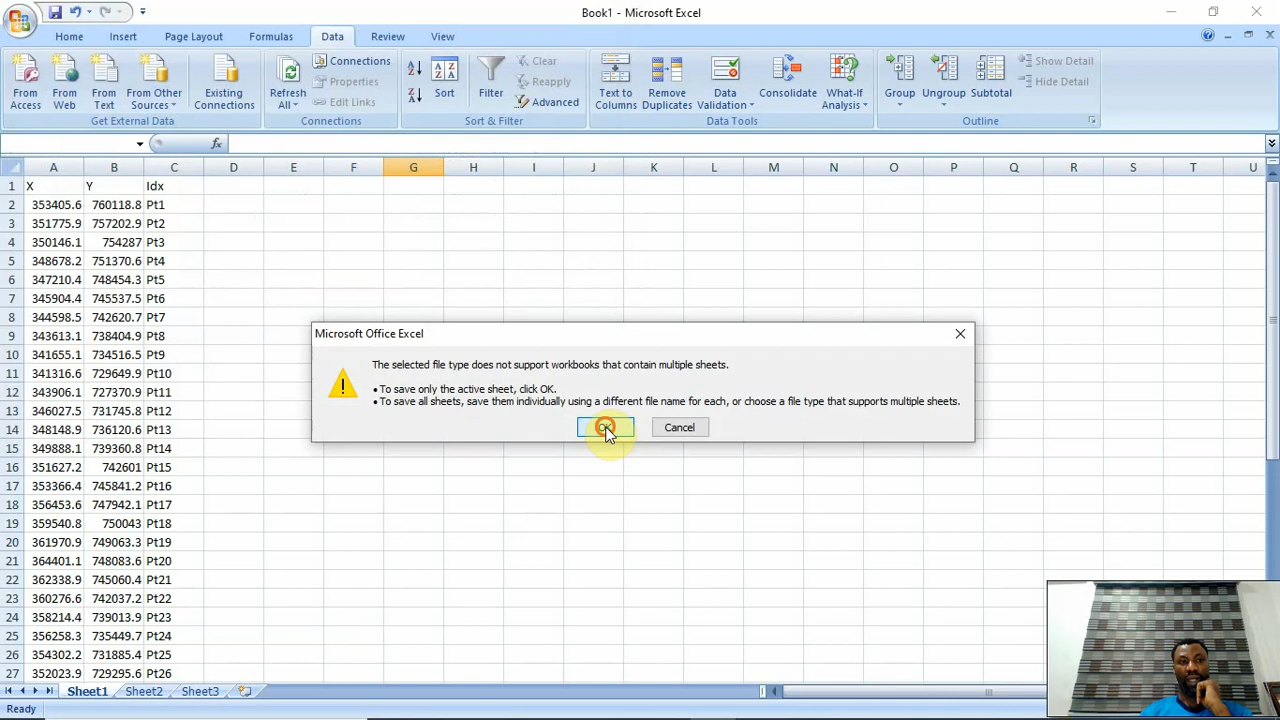 Book1 - Microsoft Excel
Home Insert Page Layout Formulas Data Review View
From Access
From Web
From Text
From Other Sources
Existing Connections
Get External Data
Refresh All
Connections
Properties
Edit Links
Connections
Sort
Filter
Clear
Reapply
Advanced
Sort & Filter
Text to Columns
Remove Duplicates
Data Validation
Consolidate
What-If Analysis
Data Tools
Group
Ungroup
Subtotal
Show Detail
Hide Detail
Outline
fx
A B C D E F G H I J K L M N O P Q R S T U
1 X Y Idx
2 353405.6 760118.8 Pt1
3 351775.9 757202.9 Pt2
4 350146.1 754287 Pt3
5 348678.2 751370.6 Pt4
6 347210.4 748454.3 Pt5
7 345904.4 745537.5 Pt6
8 344598.5 742620.7 Pt7
9 343613.1 738404.9 Pt8
10 341655.1 734516.5 Pt9
11 341316.6 729649.9 Pt10
12 343906.1 727370.9 Pt11
13 346027.5 731745.8 Pt12
14 348148.9 736120.6 Pt13
15 349888.1 739360.8 Pt14
16 351627.2 742601 Pt15
17 353366.4 745841.2 Pt16
18 356453.6 747942.1 Pt17
19 359540.8 750043 Pt18
20 361970.9 749063.3 Pt19
21 364401.1 748083.6 Pt20
22 362338.9 745060.4 Pt21
23 360276.6 742037.2 Pt22
24 358214.4 739013.9 Pt23
25 356258.3 735449.7 Pt24
26 354302.2 731885.4 Pt25
27 352023.9 729295.6 Pt26
Microsoft Office Excel
The selected file type does not support workbooks that contain multiple sheets.
• To save only the active sheet, click OK.
• To save all sheets, save them individually using a different file name for each, or choose a file type that supports multiple sheets.
OK Cancel
Sheet1 Sheet2 Sheet3
Ready